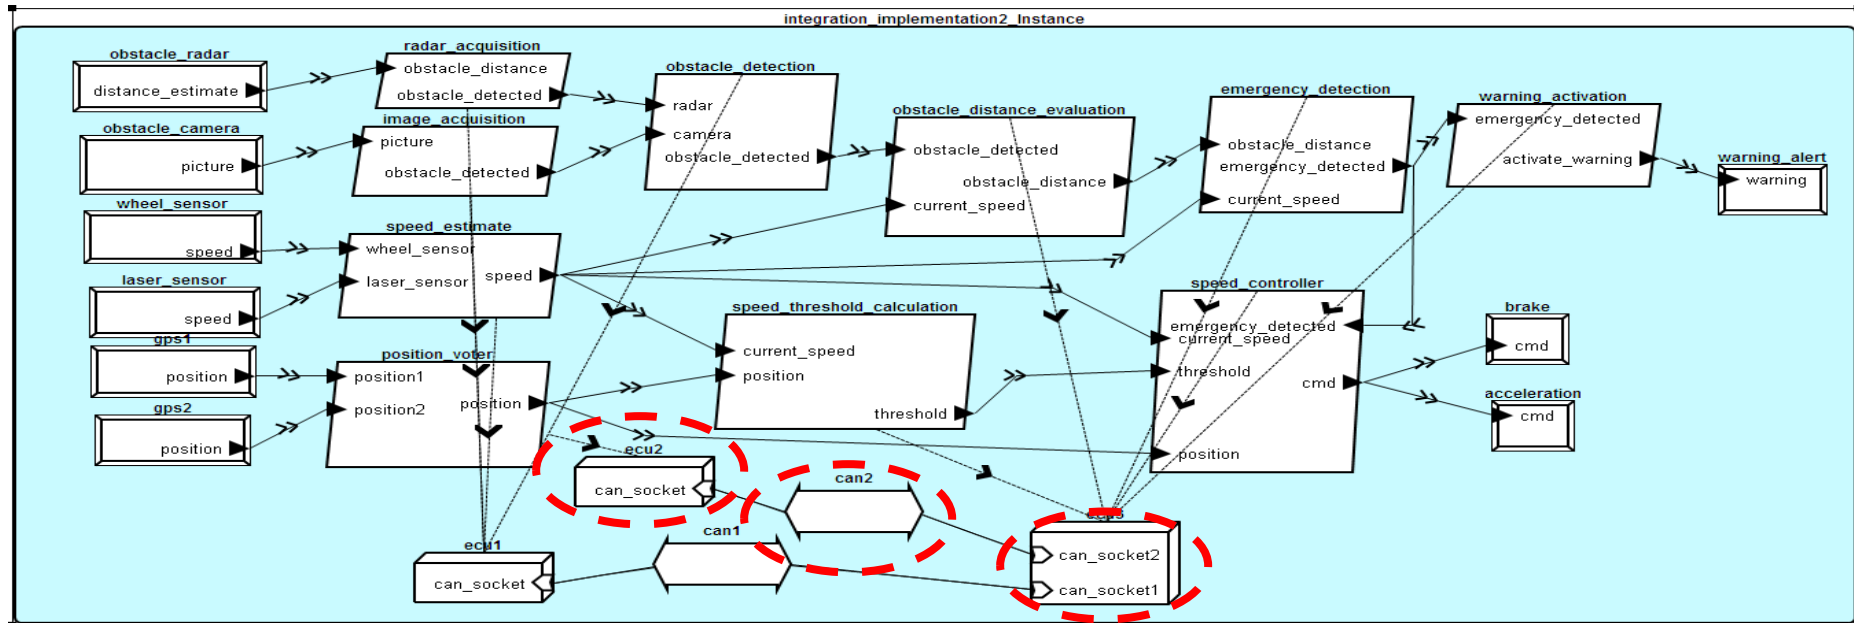 integration_implementation2_Instance
obstacle_radar
distance_estimate
radar_acquisition
obstacle_distance
obstacle_detected
obstacle_camera
picture
image_acquisition
picture
obstacle_detected
obstacle_detection
radar
camera
obstacle_detected
obstacle_distance_evaluation
obstacle_detected
obstacle_distance
current_speed
emergency_detection
obstacle_distance
emergency_detected
current_speed
warning_activation
emergency_detected
activate_warning
warning_alert
warning
wheel_sensor
speed
laser_sensor
speed
speed_estimate
wheel_sensor
laser_sensor
speed
gps1
position
gps2
position
position_voter
position1
position2
position
speed_threshold_calculation
current_speed
position
threshold
speed_controller
emergency_detected
current_speed
threshold
cmd
position
brake
cmd
acceleration
cmd
ecu2
can_socket
can2
can1
ecu1
can_socket
can_socket2
can_socket1